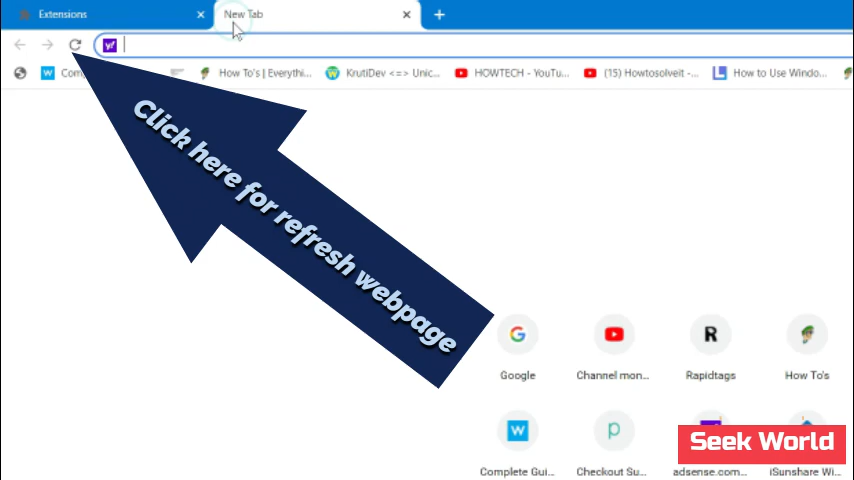 Extensions
New Tab
How To's | Everythi...
KrutiDev <=> Unic...
HOWTECH - YouTu...
(15) Howtosolveit -...
How to Use Windo...
Click here for refresh webpage
Google
Channel mon...
Rapidtags
How To's
Complete Gui...
Checkout Su...
adsense.com...
iSunshare Wi...
Seek World